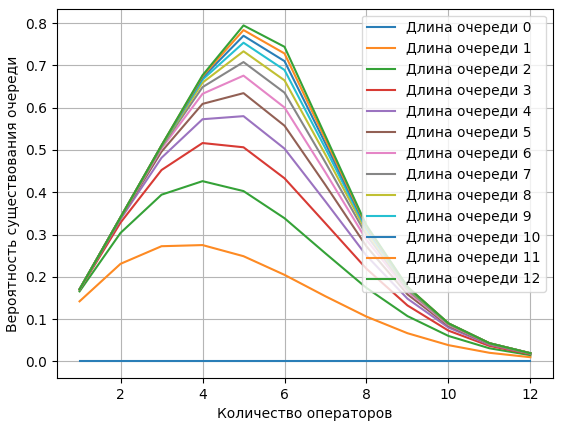 0.8
0.7
0.6
0.5
0.4
0.3
0.2
0.1
0.0
Вероятность существования очереди
Длина очереди 0
Длина очереди 1
Длина очереди 2
Длина очереди 3
Длина очереди 4
Длина очереди 5
Длина очереди 6
Длина очереди 7
Длина очереди 8
Длина очереди 9
Длина очереди 10
Длина очереди 11
Длина очереди 12
2 4 6 8 10 12
Количество операторов